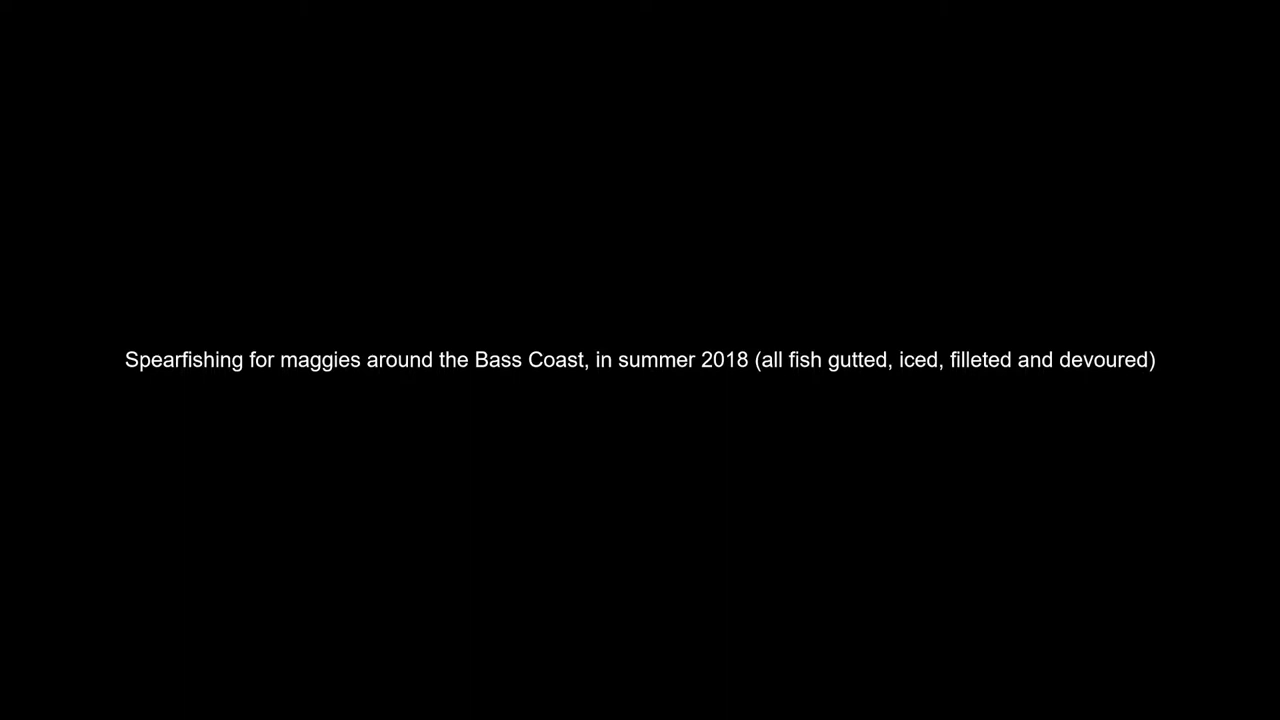 Spearfishing for maggies around the Bass Coast, in summer 2018 (all fish gutted, iced, filleted and devoured)